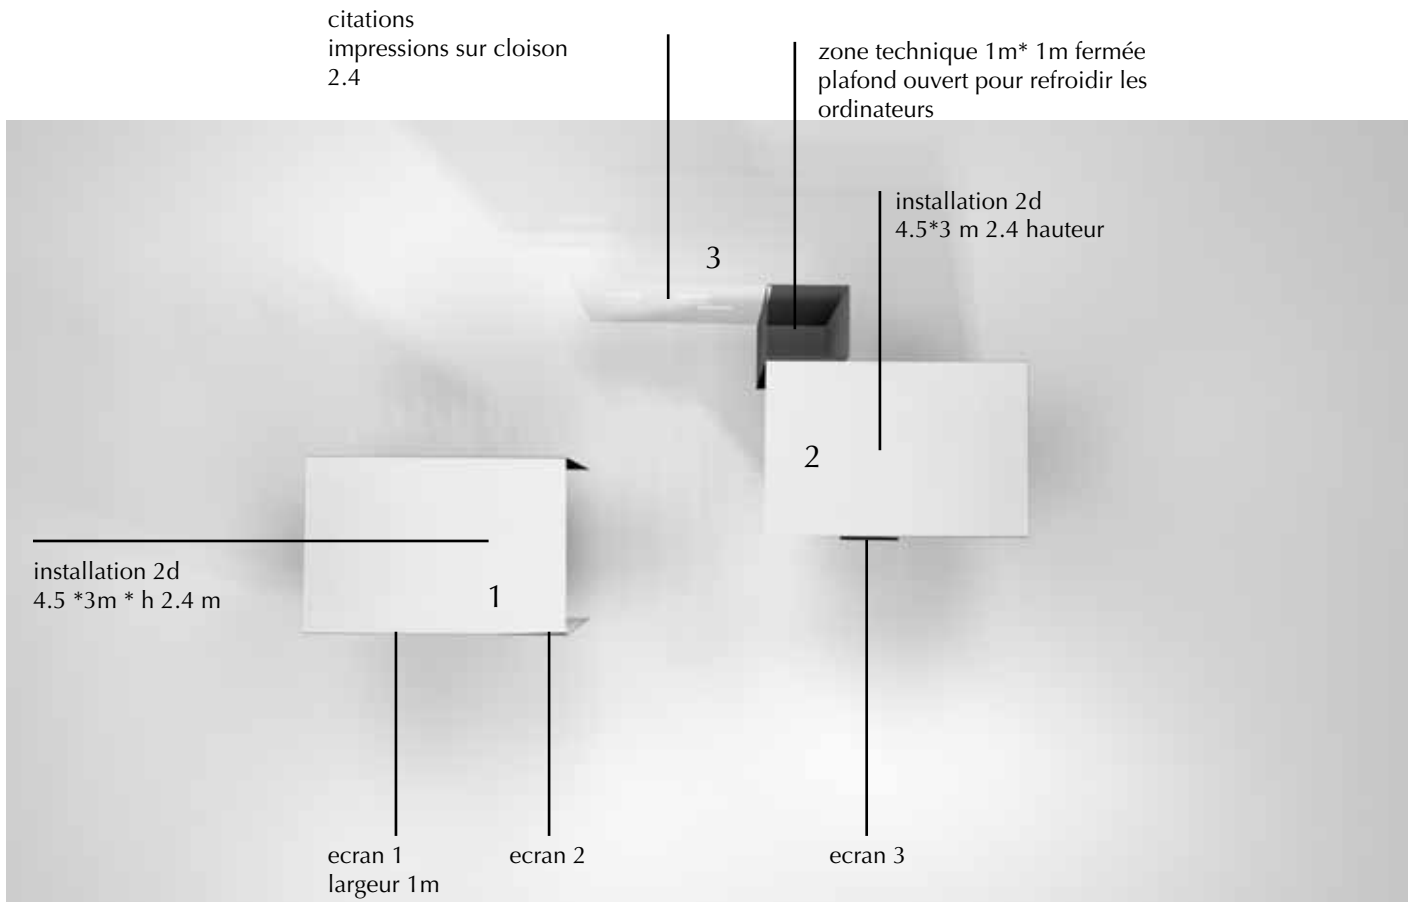 citations
impressions sur cloison
2.4
zone technique 1m* 1m fermée
plafond ouvert pour refroidir les
ordinateurs
installation 2d
4.5*3 m 2.4 hauteur
3
2
installation 2d
4.5 *3m * h 2.4 m
1
ecran 1
largeur 1m
ecran 2
ecran 3